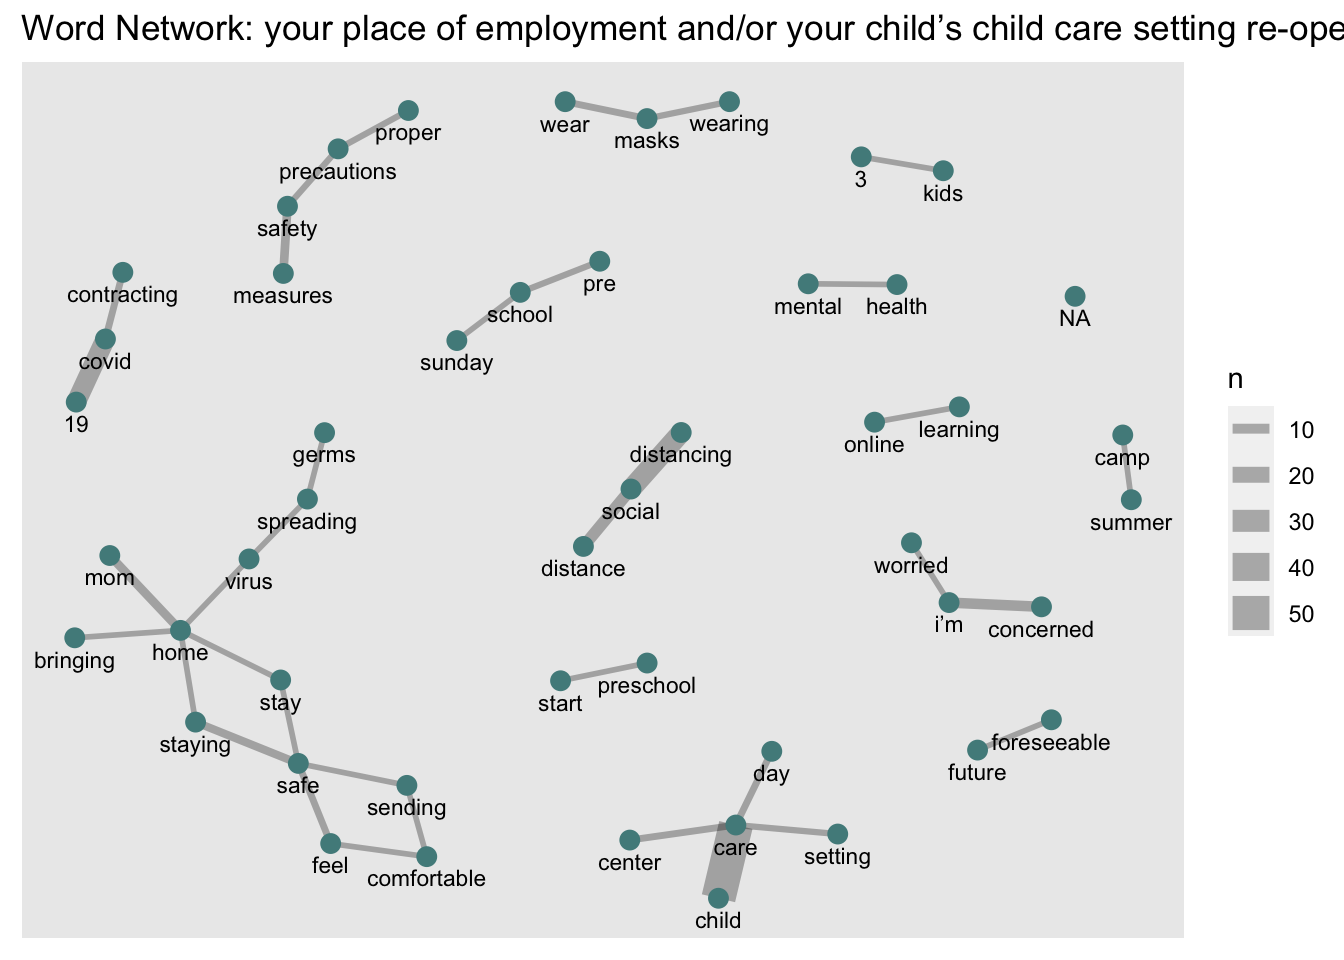 Word Network: your place of employment and/or your child’s child care setting re-ope
proper
wear
masks
wearing
precautions
3
kids
safety
contracting
measures
pre
school
mental
health
NA
sunday
covid
19
n
10
20
30
40
50
germs
distancing
online
learning
camp
spreading
social
summer
mom
virus
distance
worried
i’m
concerned
bringing
home
stay
start
preschool
staying
foreseeable
future
safe
sending
day
feel
comfortable
center
care
setting
child